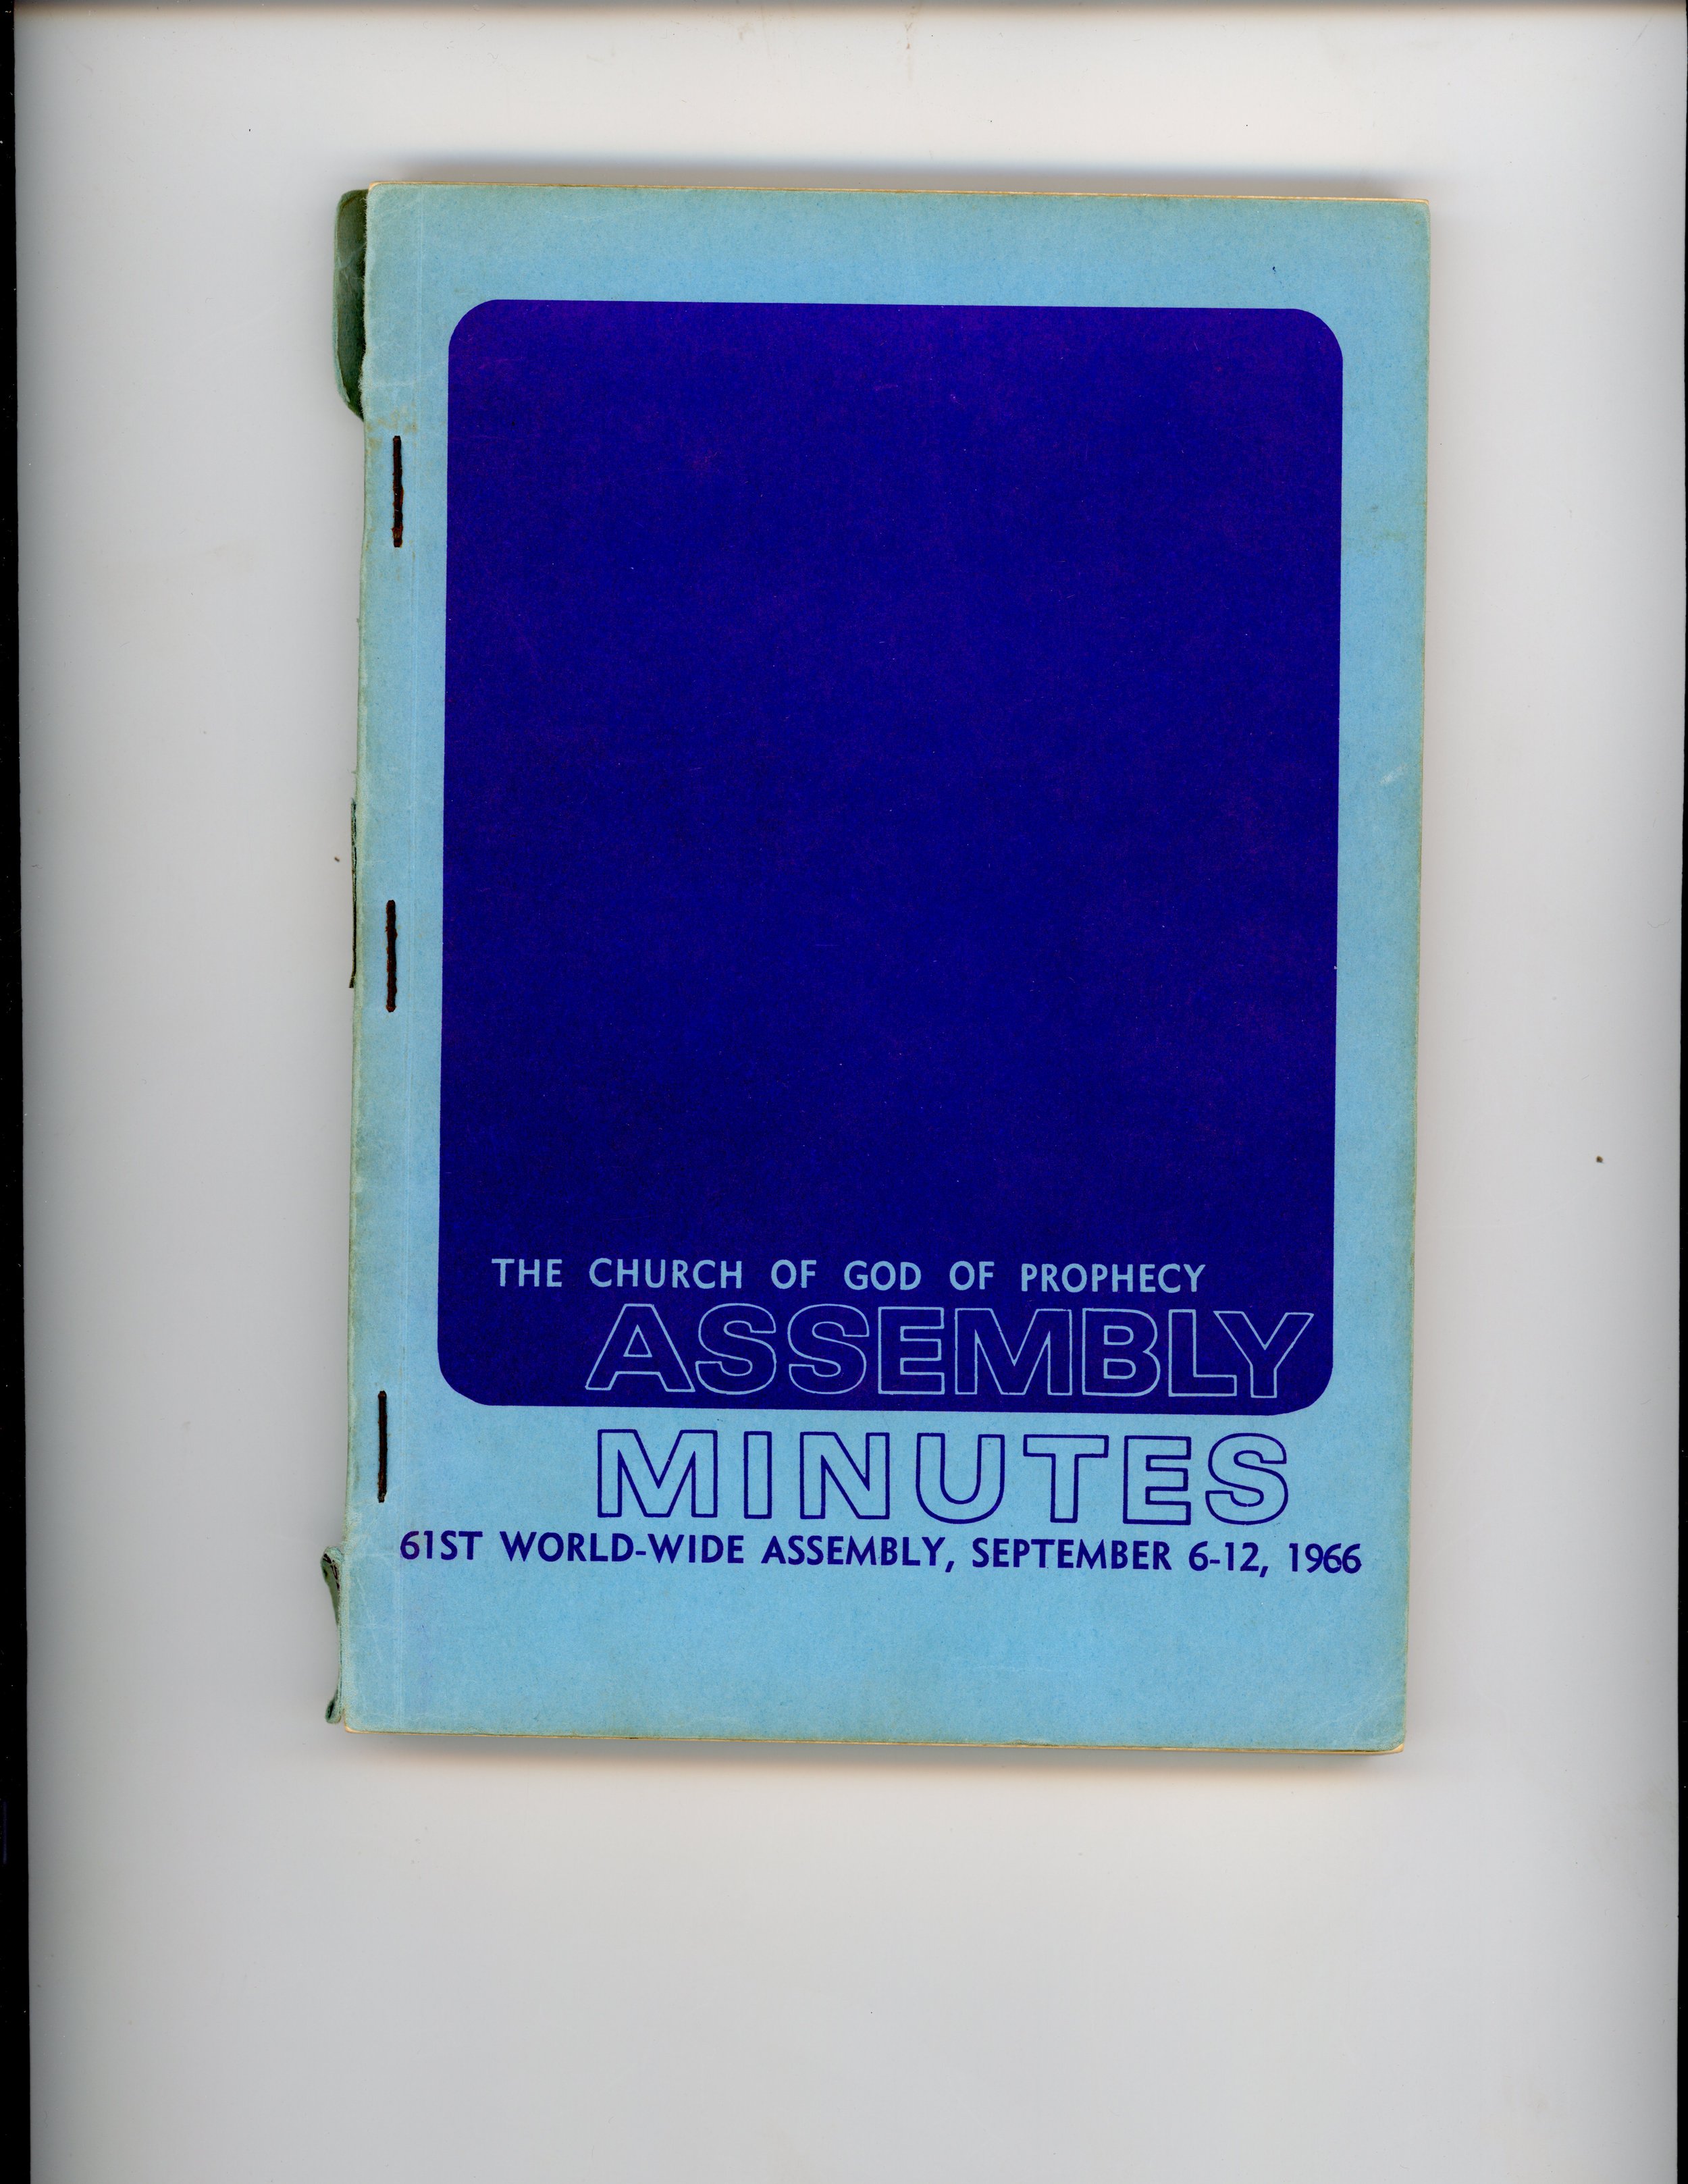 THE CHURCH OF GOD OF PROPHECY
ASSEMBLY
MINUTES
61ST WORLD-WIDE ASSEMBLY, SEPTEMBER 6-12, 1966